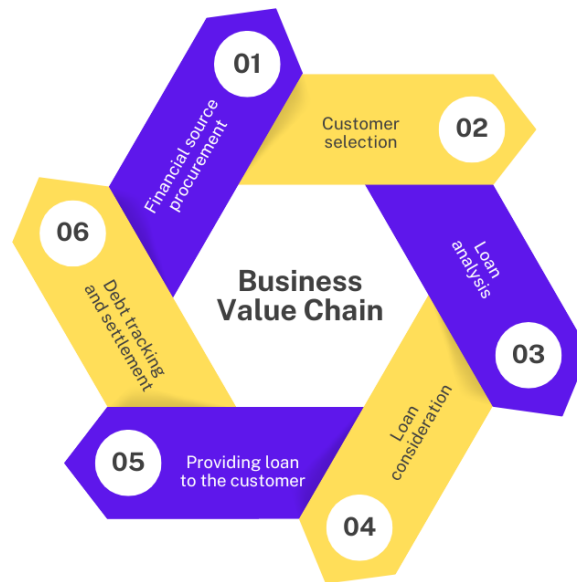 Business
Value Chain
01
Financial source
procurement
02
Customer
selection
03
Loan
analysis
04
Loan
consideration
05
Providing loan
to the customer
06
Debt tracking
and settlement